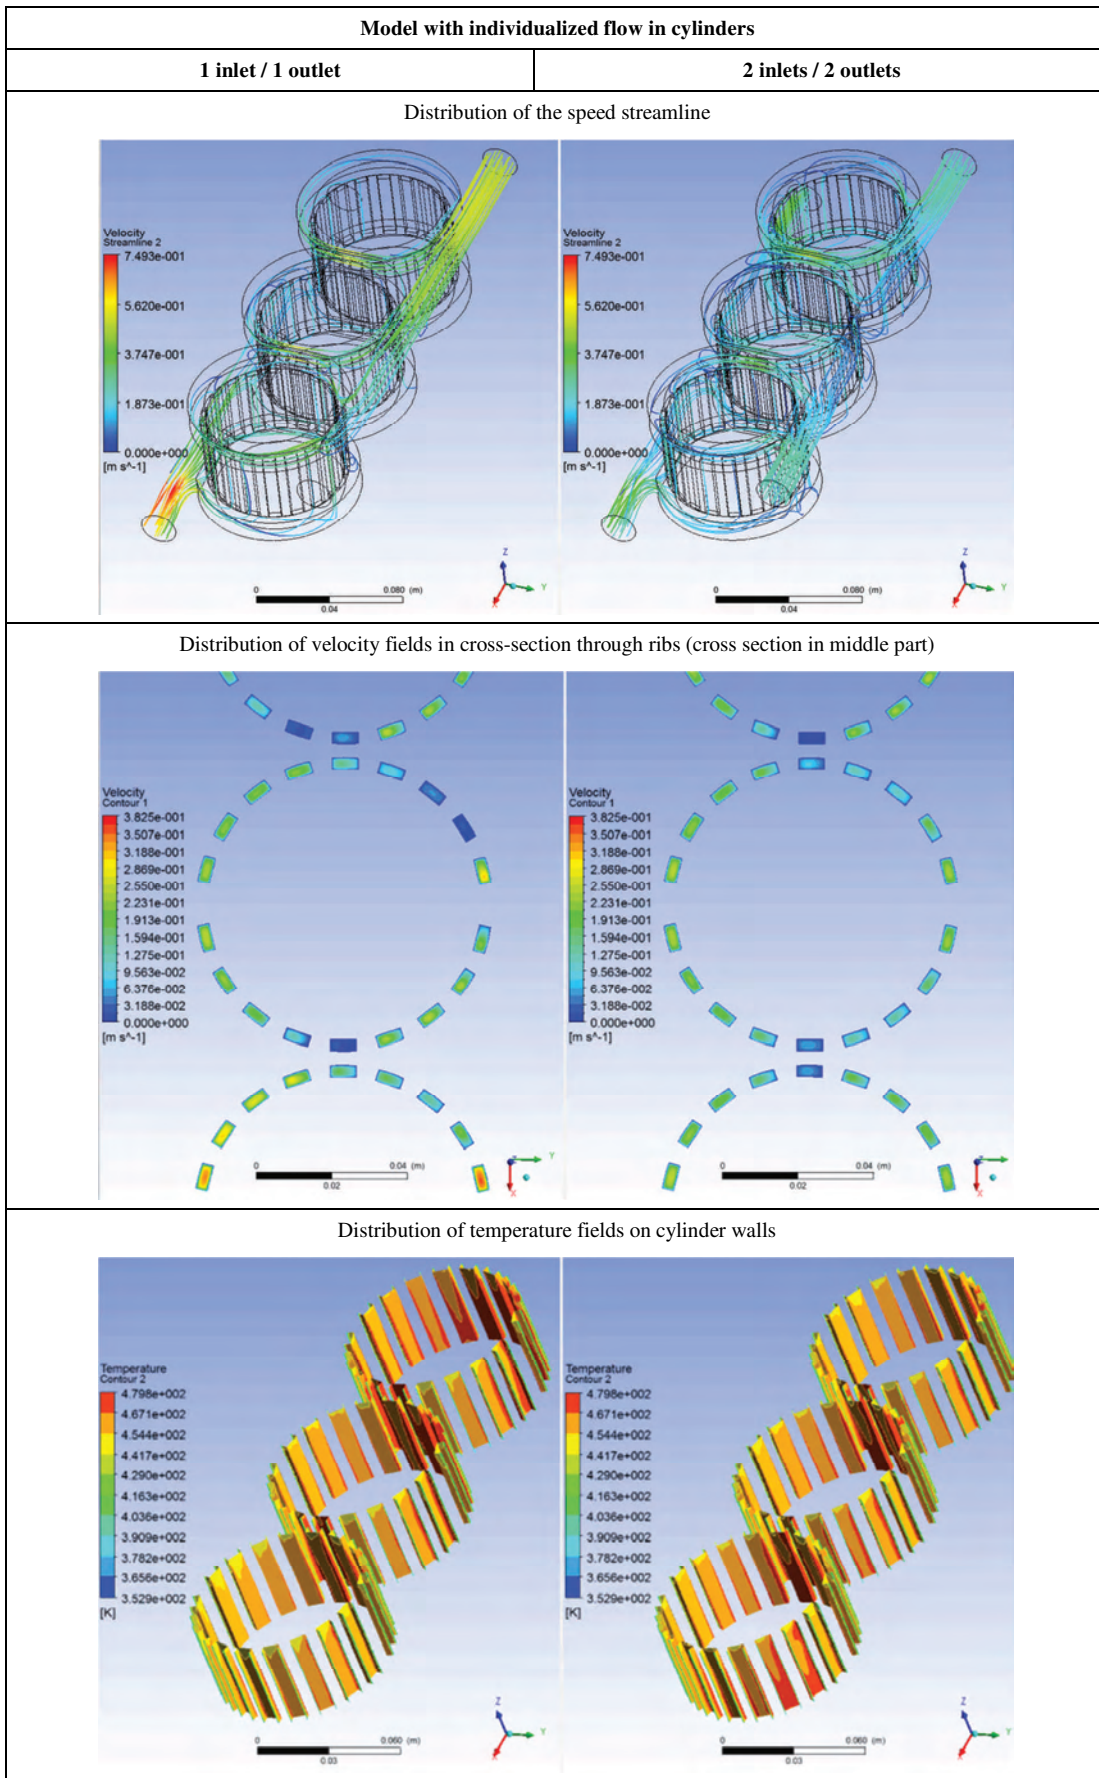 Model with individualized flow in cylinders
1 inlet / 1 outlet
2 inlets / 2 outlets
Distribution of the speed streamline
Velocity
Streamline 2
7.493e-001
5.620e-001
3.747e-001
1.873e-001
0.000e+000
[m s^-1]
0
0.080 (m)
0.04
Z
Y
X
Velocity
Streamline 2
7.493e-001
5.620e-001
3.747e-001
1.873e-001
0.000e+000
[m s^-1]
0
0.080 (m)
0.04
Z
Y
X
Distribution of velocity fields in cross-section through ribs (cross section in middle part)
Velocity
Contour 1
3.825e-001
3.507e-001
3.188e-001
2.869e-001
2.550e-001
2.231e-001
1.913e-001
1.594e-001
1.275e-001
9.563e-002
6.376e-002
3.188e-002
0.000e+000
[m s^-1]
0
0.04 (m)
0.02
Z
Y
X
Velocity
Contour 1
3.825e-001
3.507e-001
3.188e-001
2.869e-001
2.550e-001
2.231e-001
1.913e-001
1.594e-001
1.275e-001
9.563e-002
6.376e-002
3.188e-002
0.000e+000
[m s^-1]
0
0.04 (m)
0.02
Z
X
Distribution of temperature fields on cylinder walls
Temperature
Contour 2
4.798e+002
4.671e+002
4.544e+002
4.417e+002
4.290e+002
4.163e+002
4.036e+002
3.909e+002
3.782e+002
3.656e+002
3.529e+002
[K]
0
0.060 (m)
0.03
Z
Y
X
Temperature
Contour 2
4.798e+002
4.671e+002
4.544e+002
4.417e+002
4.290e+002
4.163e+002
4.036e+002
3.909e+002
3.782e+002
3.656e+002
3.529e+002
[K]
0
0.060 (m)
0.03
Z
Y
X